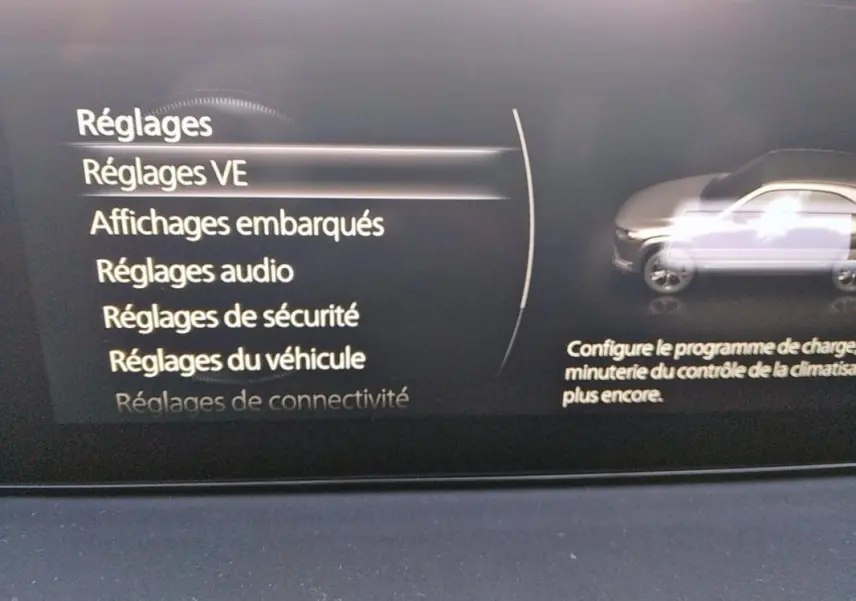 Réglages
Réglages VE
Affichages embarqués
Réglages audio
Réglages de sécurité
Réglages du véhicule
Réglages de connectivité
Configure le programme de charge,
minuterie du contrôle de la climatisa
plus encore.